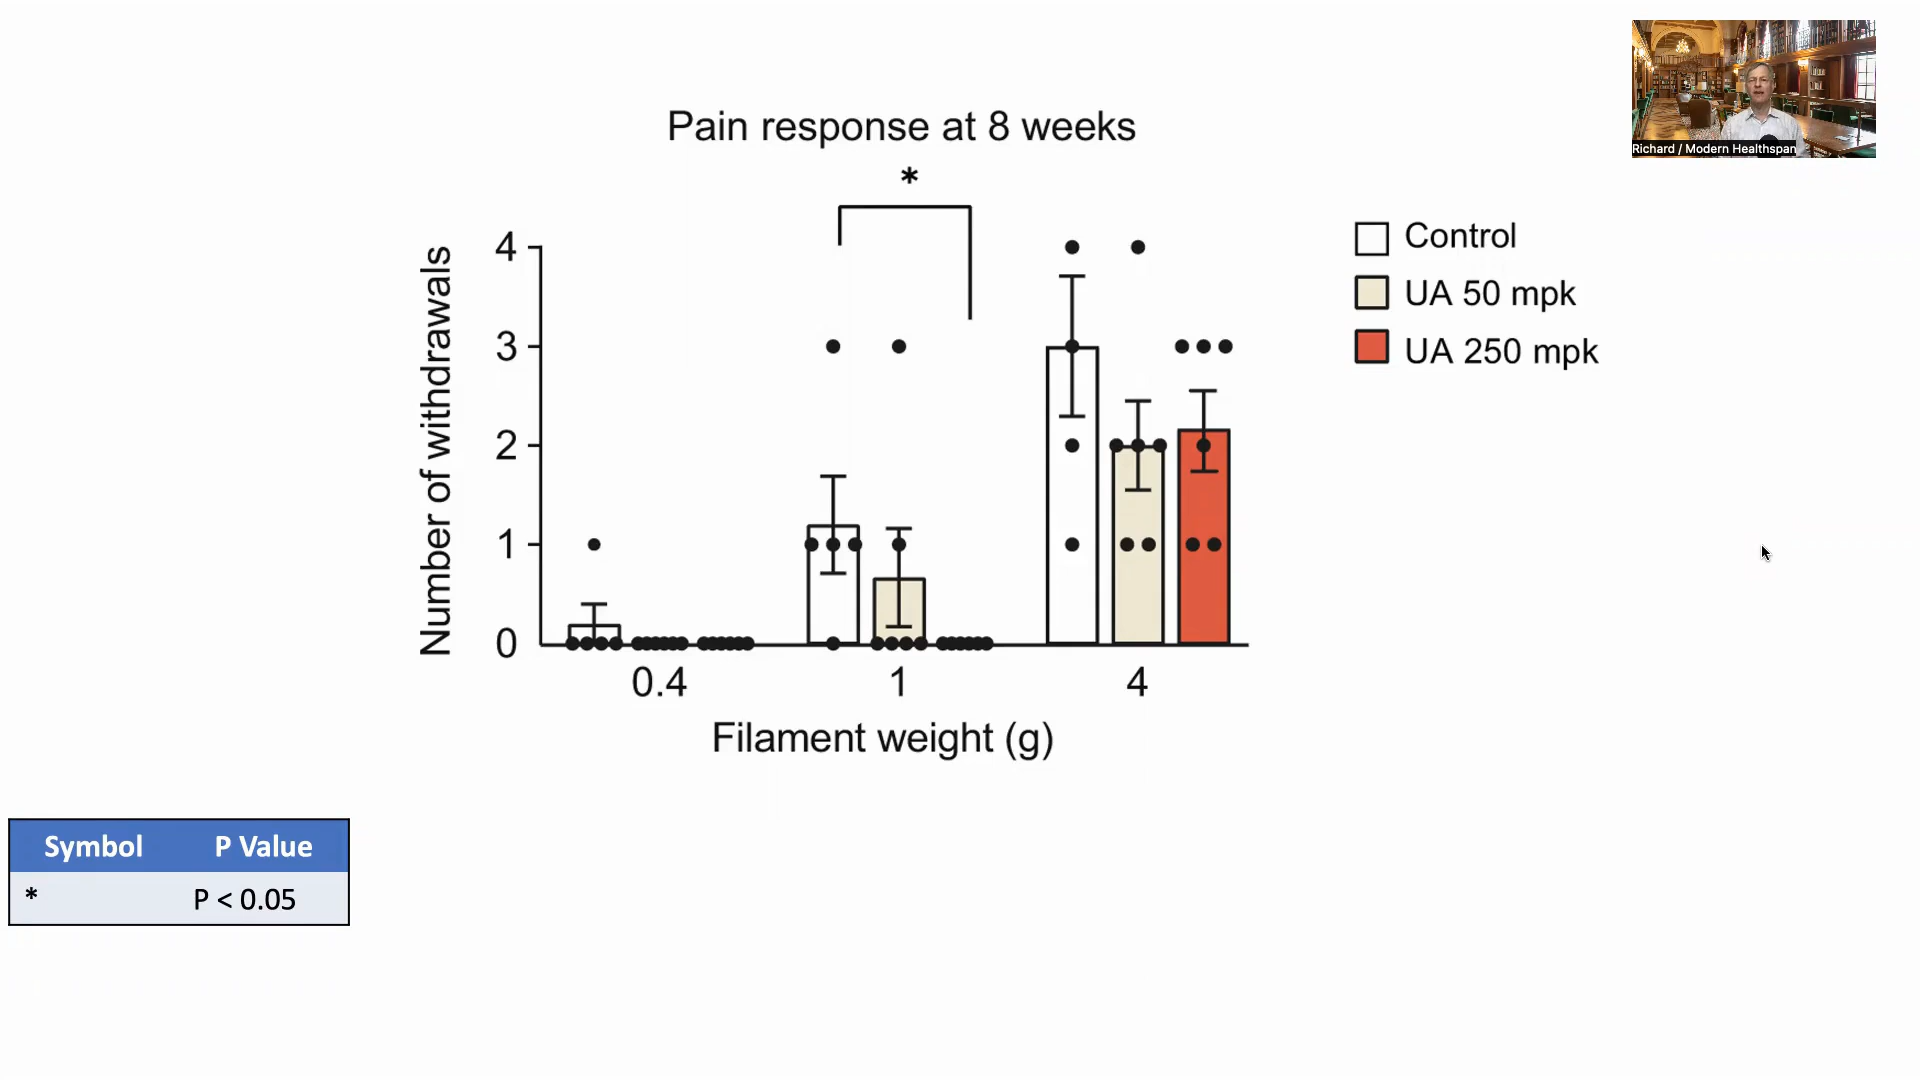 Richard / Modern Healthspan
Pain response at 8 weeks
*
Number of withdrawals
4
3
2
1
0
0.4
1
4
Filament weight (g)
Control
UA 50 mpk
UA 250 mpk
Symbol P Value
* P < 0.05